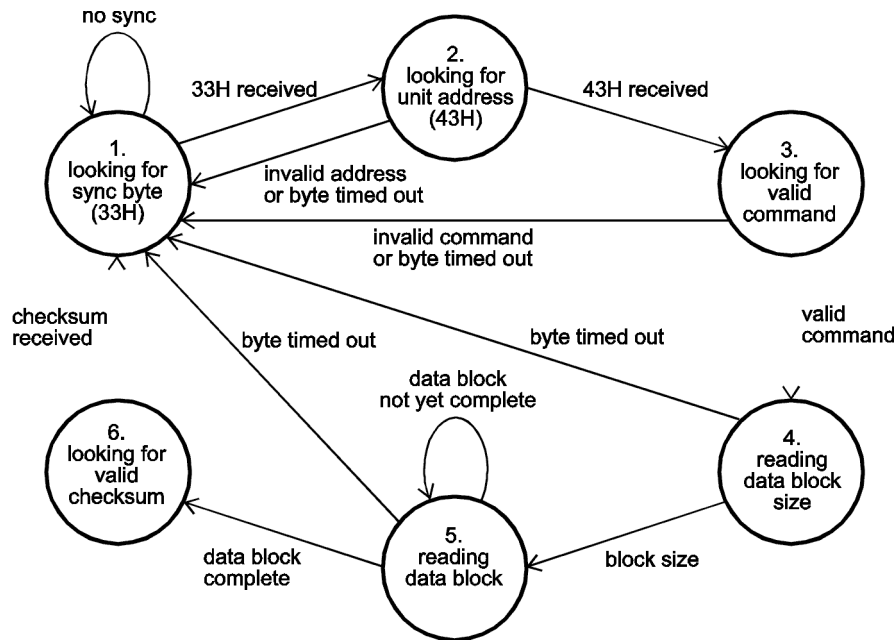 no sync
33H received
2.
looking for
unit address
(43H)
43H received
1.
looking for
sync byte
(33H)
invalid address
or byte timed out
3.
looking for
valid
command
invalid command
or byte timed out
checksum
received
byte timed out
byte timed out
valid
command
data block
not yet complete
6.
looking for
valid
checksum
4.
reading
data block
size
data block
complete
5.
reading
data block
block size